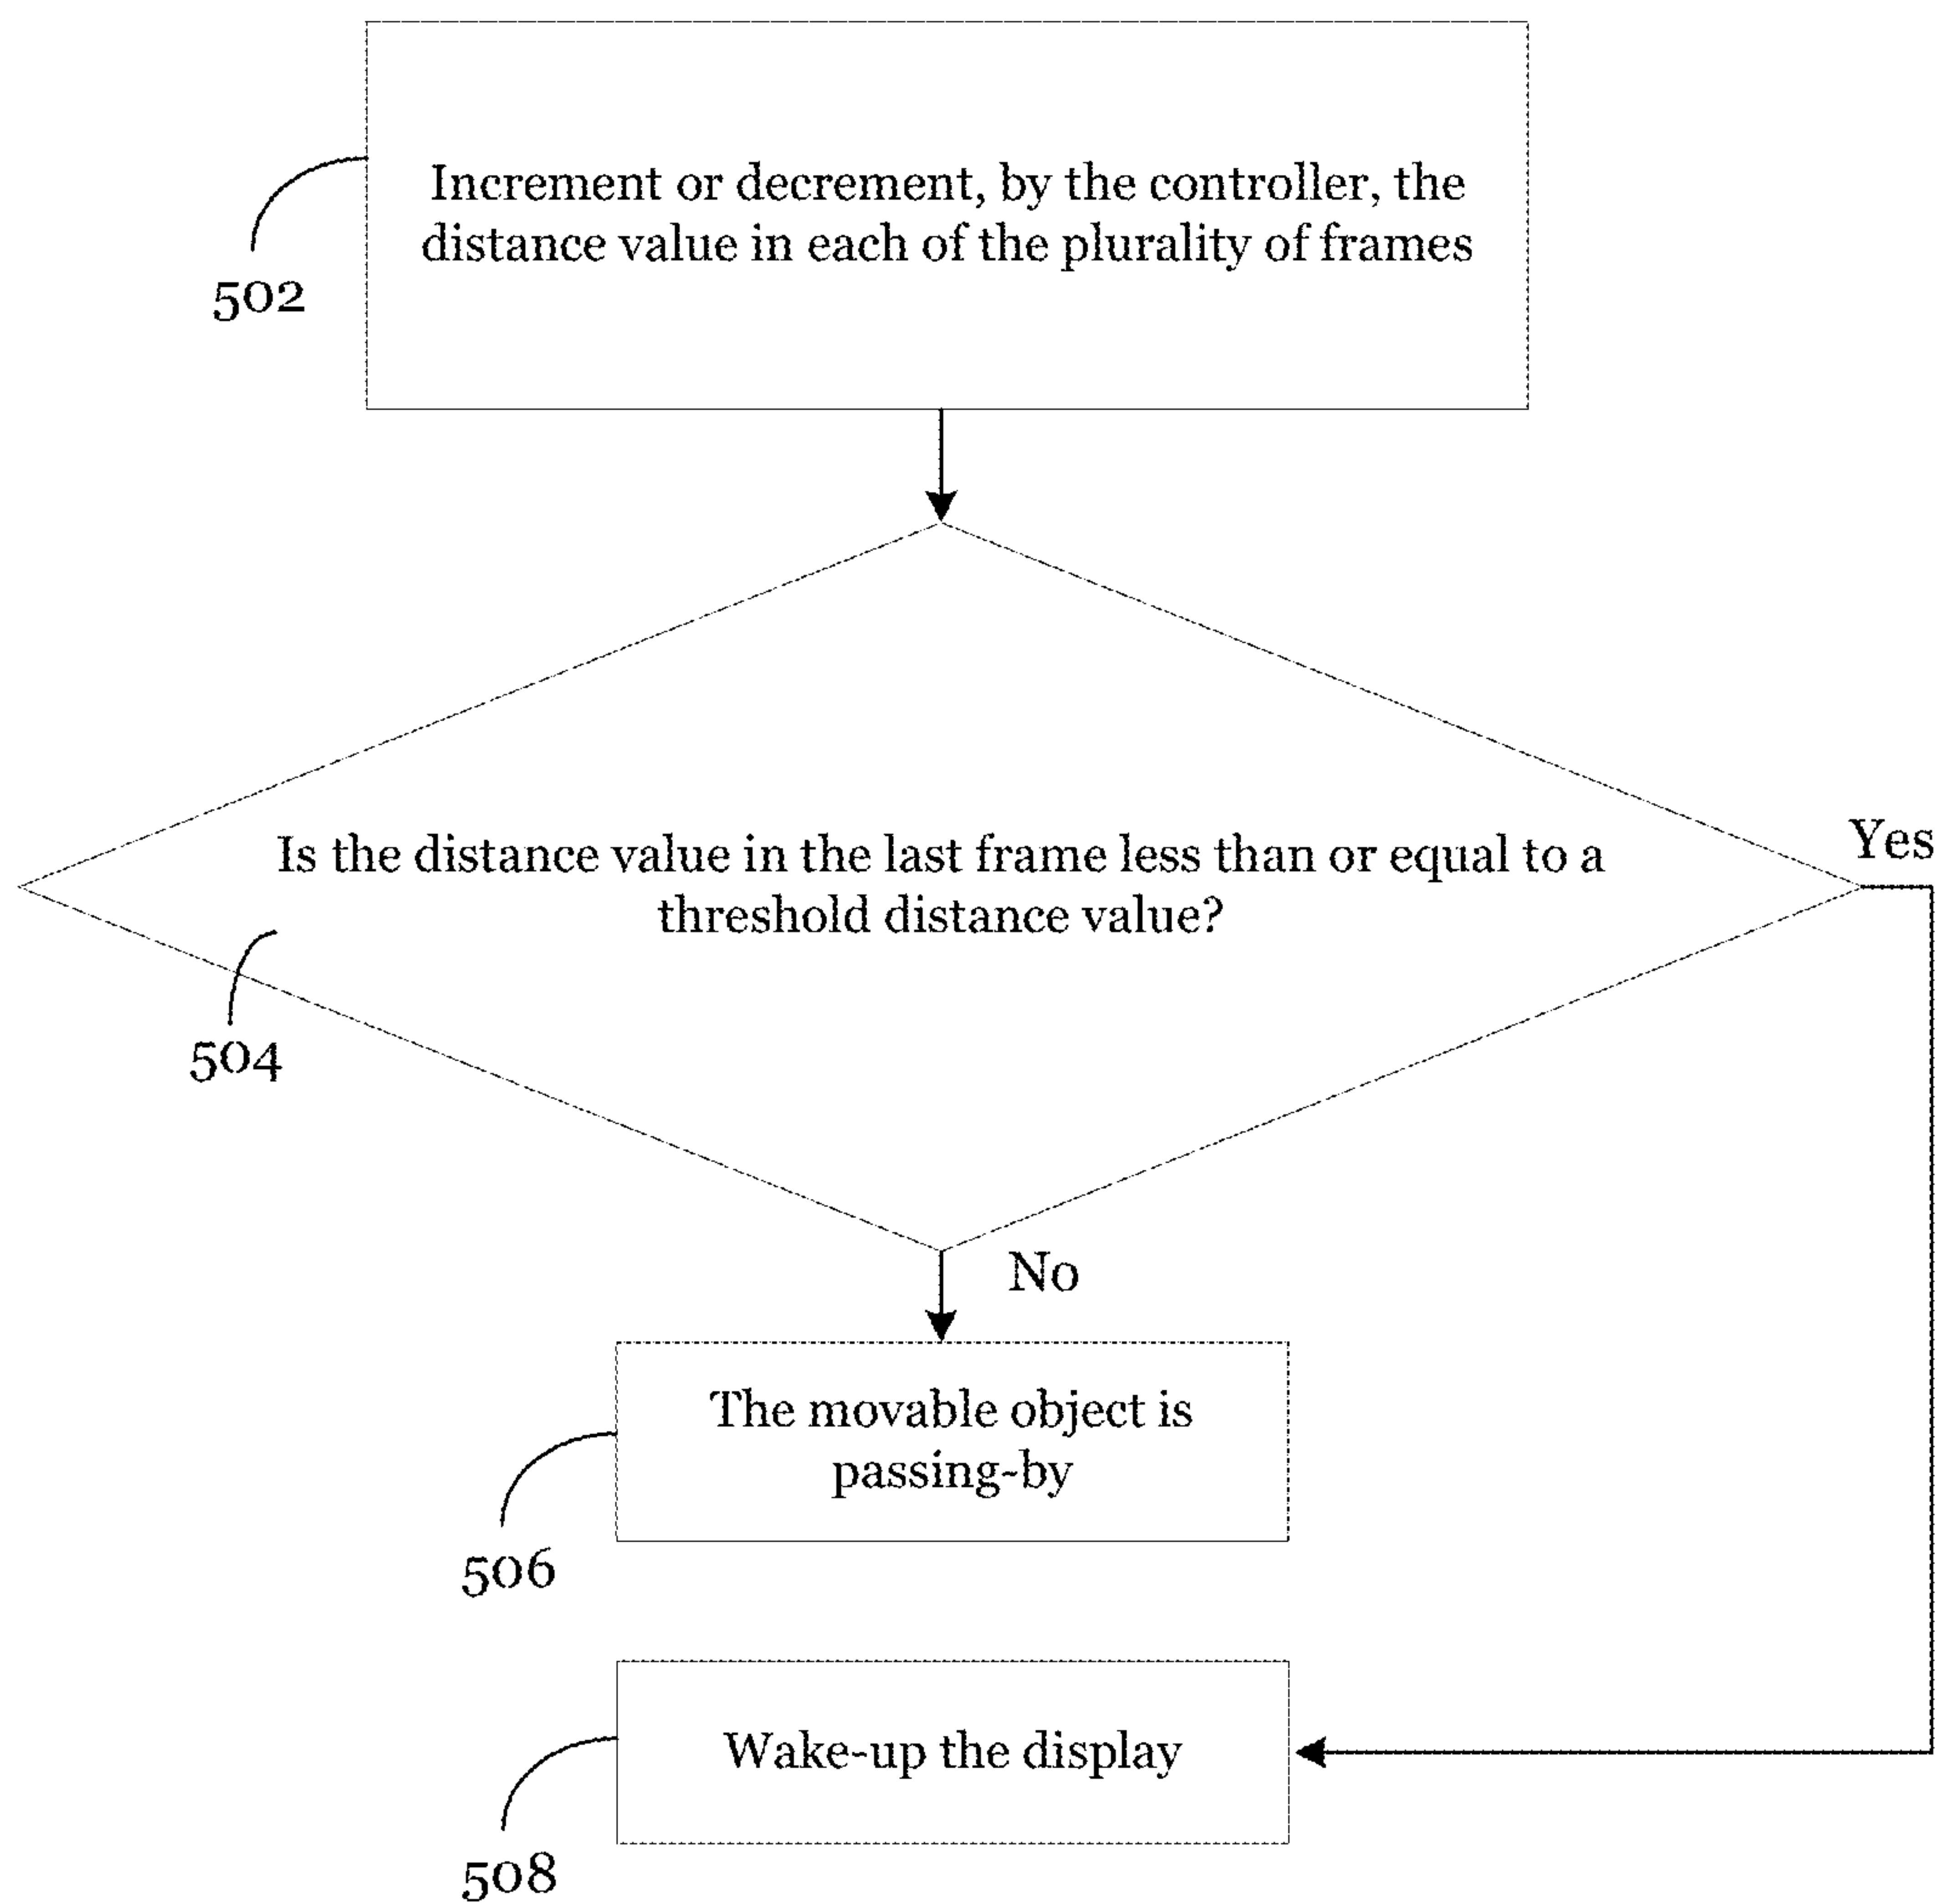 Increment or decrement, by the controller, the
distance value in each of the plurality of frames
502
Is the distance value in the last frame less than or equal to a
threshold distance value?
Yes
504
No
The movable object is
passing-by
506
Wake-up the display
508